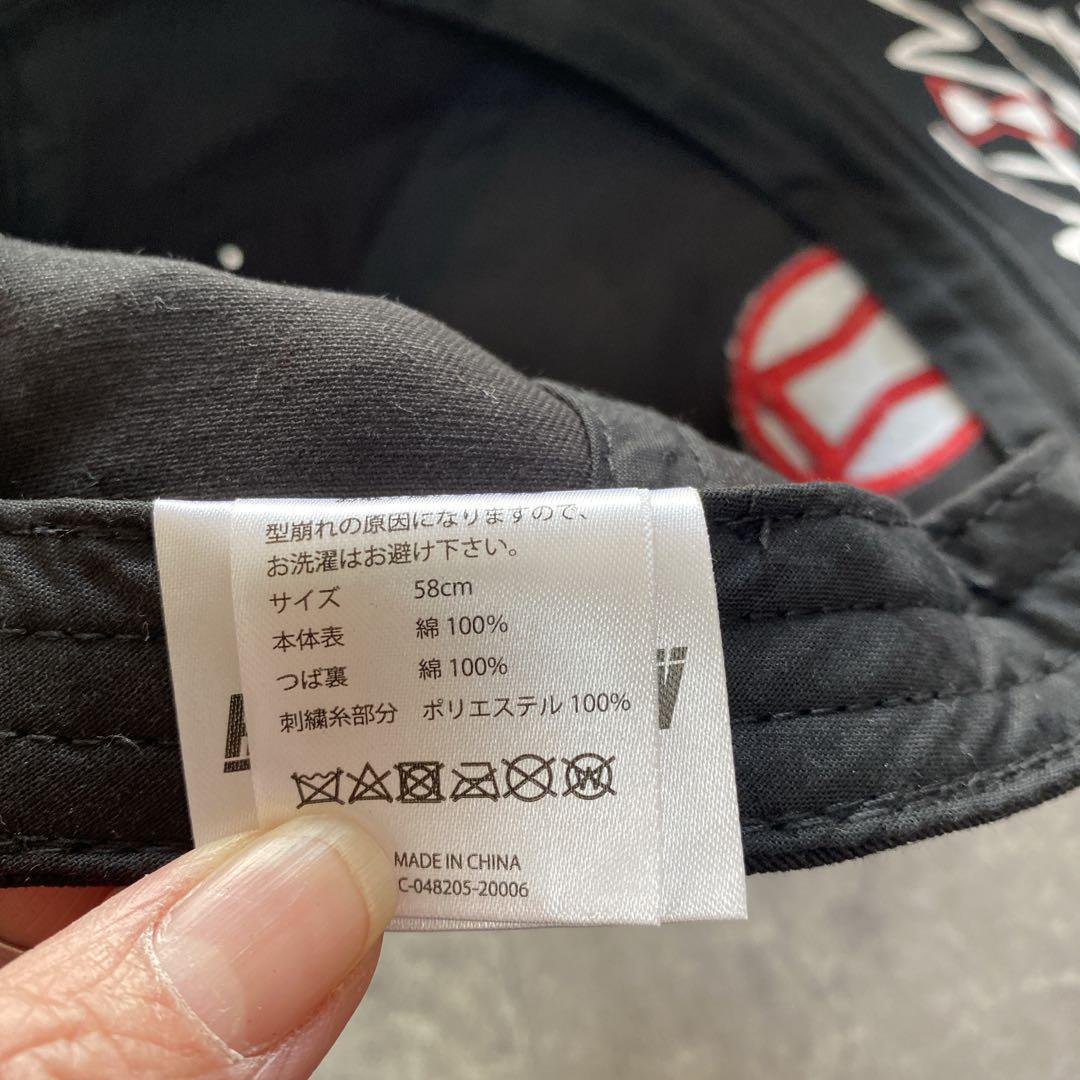 型崩れの原因になりますので、
お洗濯はお避け下さい。
サイズ 58cm
本体表 綿 100%
つば裏 綿 100%
刺繍糸部分 ポリエステル 100%
MADE IN CHINA
C-048205-20006